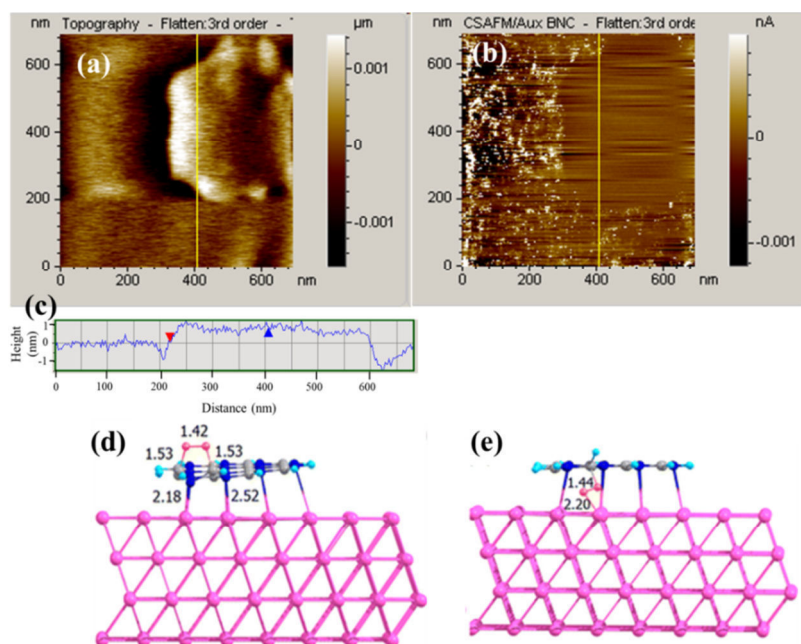 nm Topography - Flatten:3rd order - µm
(a)
0.001
0
-0.001
600
400
200
0
0 200 400 600 nm
nm CSAFM/Aux BNC - Flatten:3rd orde nA
(b)
0
-0.001
600
400
200
0
0 200 400 600 nm
(c)
Height (nm)
1
0
-1
0 100 200 300 400 500 600
Distance (nm)
(d)
1.42
1.53 1.53
2.18 2.52
(e)
1.44
2.20